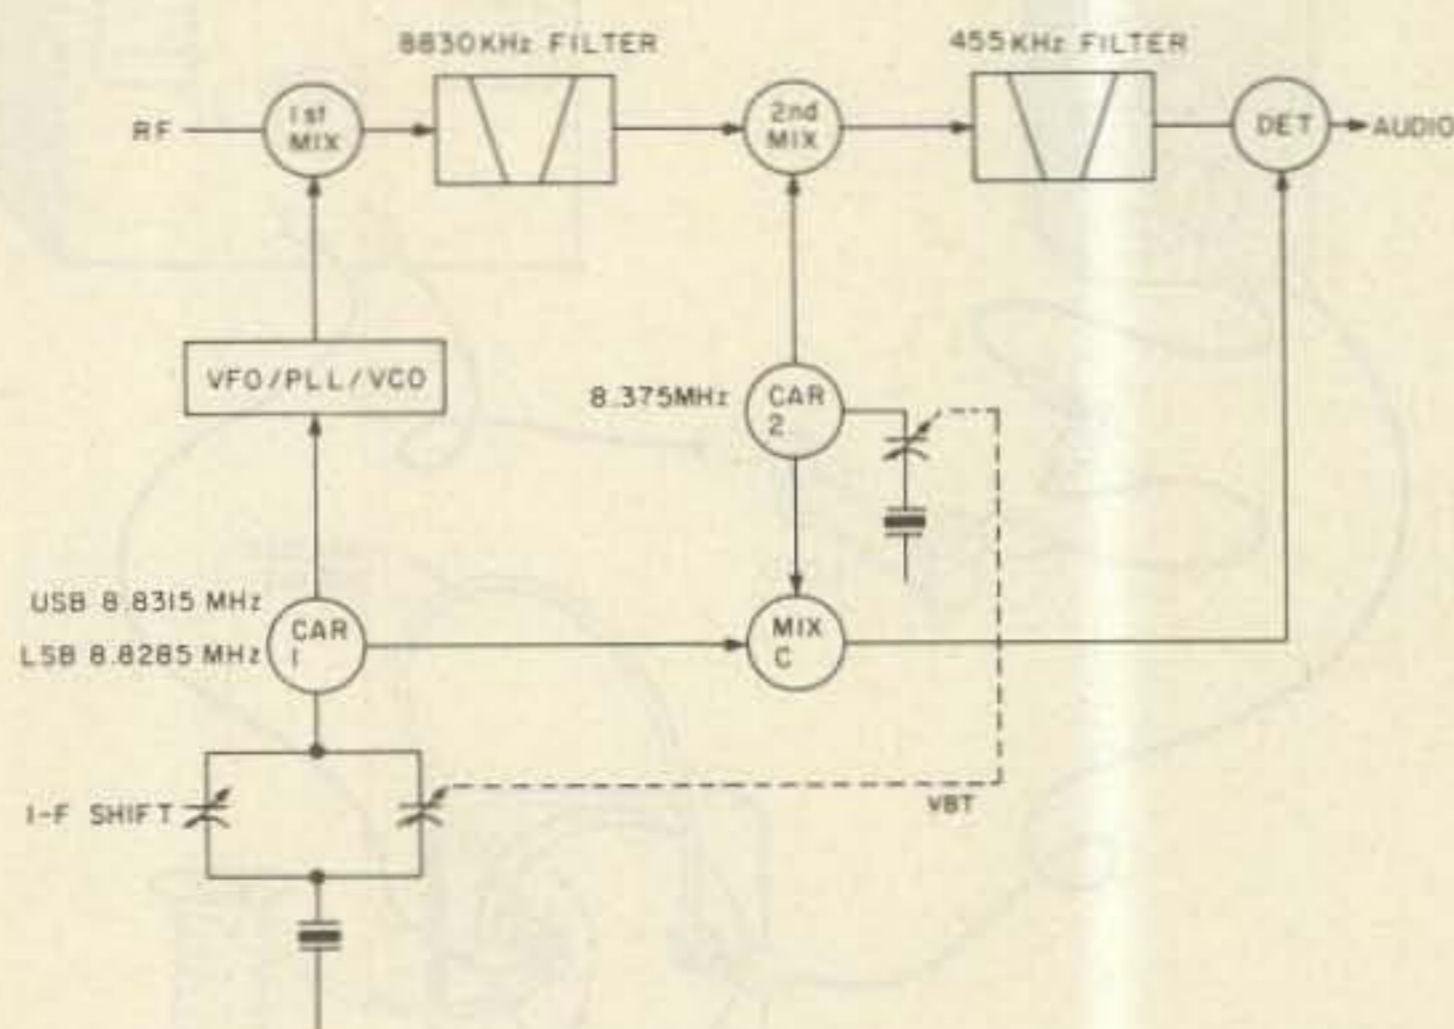 8830KHz FILTER
455KHz FILTER
RF
1st
MIX
2nd
MIX
DET
AUDIO
VFO/PLL/VCO
8.375MHz
CAR
2
USB 8.8315 MHz
LSB 8.8285 MHz
CAR
1
MIX
C
I-F SHIFT
VBT